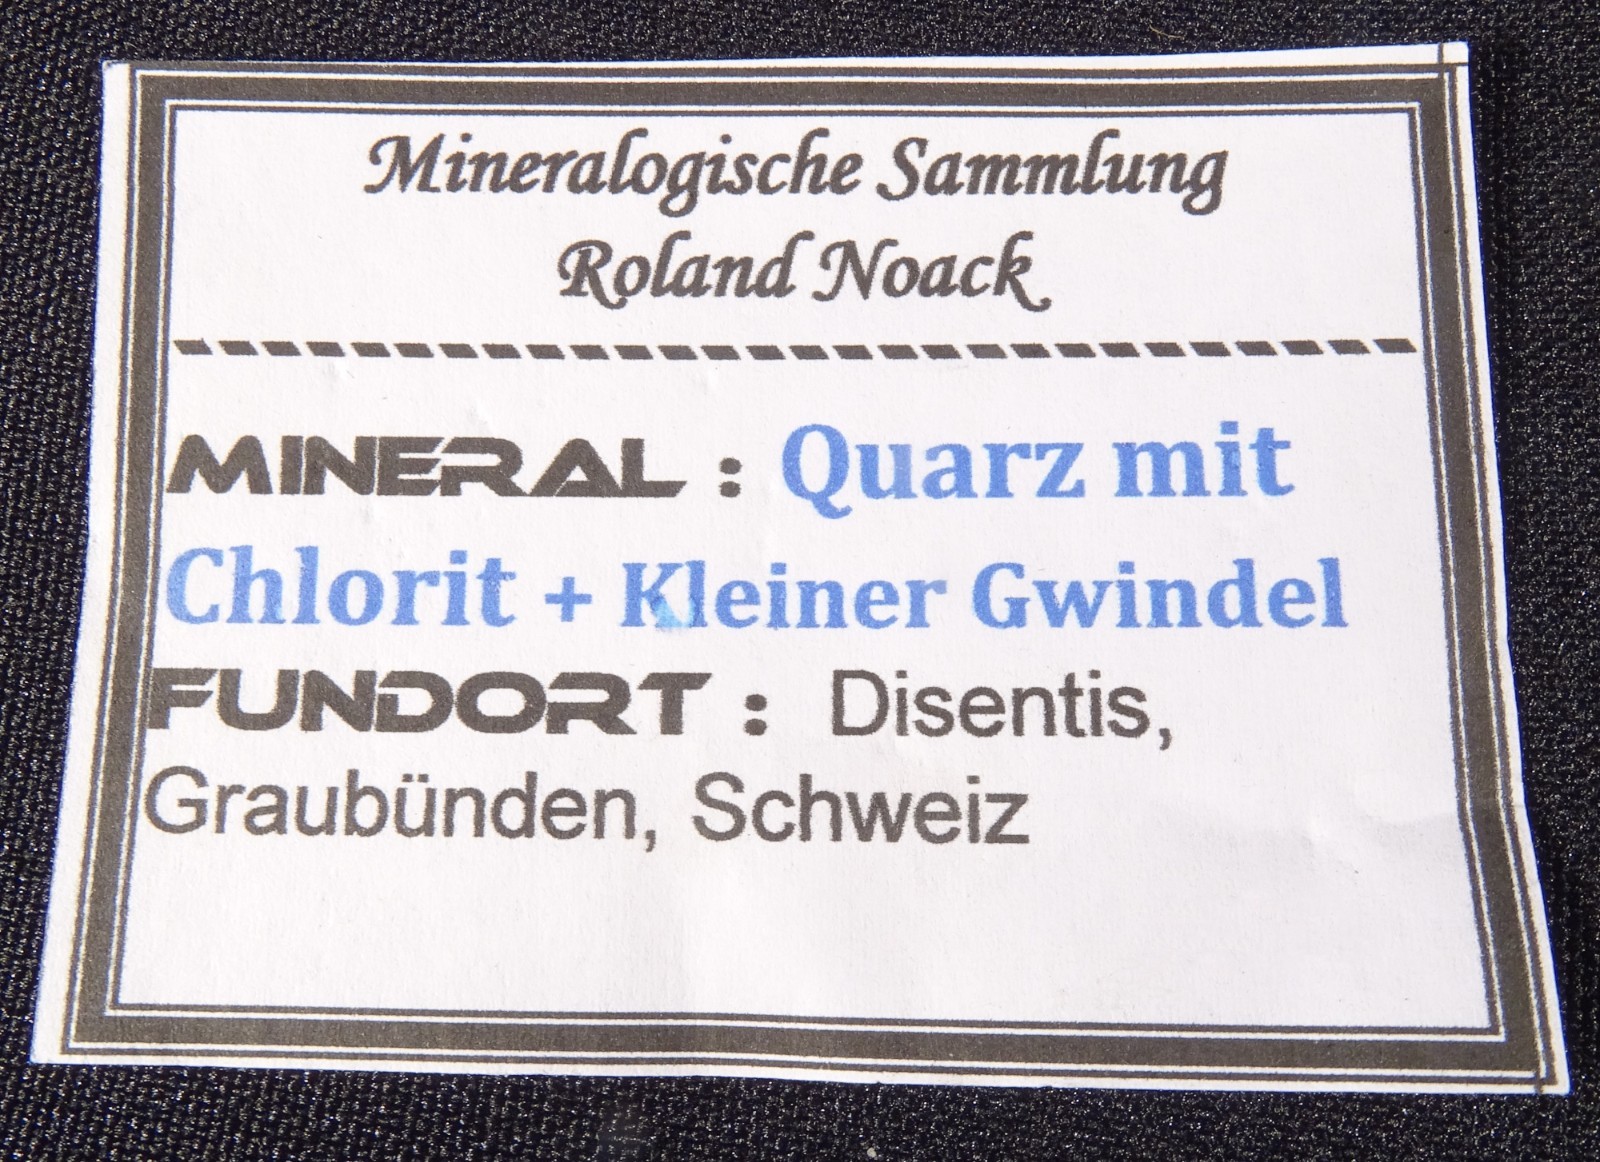 Mineralogische Sammlung
Roland Noack
MINERAL : Quarz mit
Chlorit + Kleiner Gwindel
FUNDORT : Disentis,
Graubünden, Schweiz